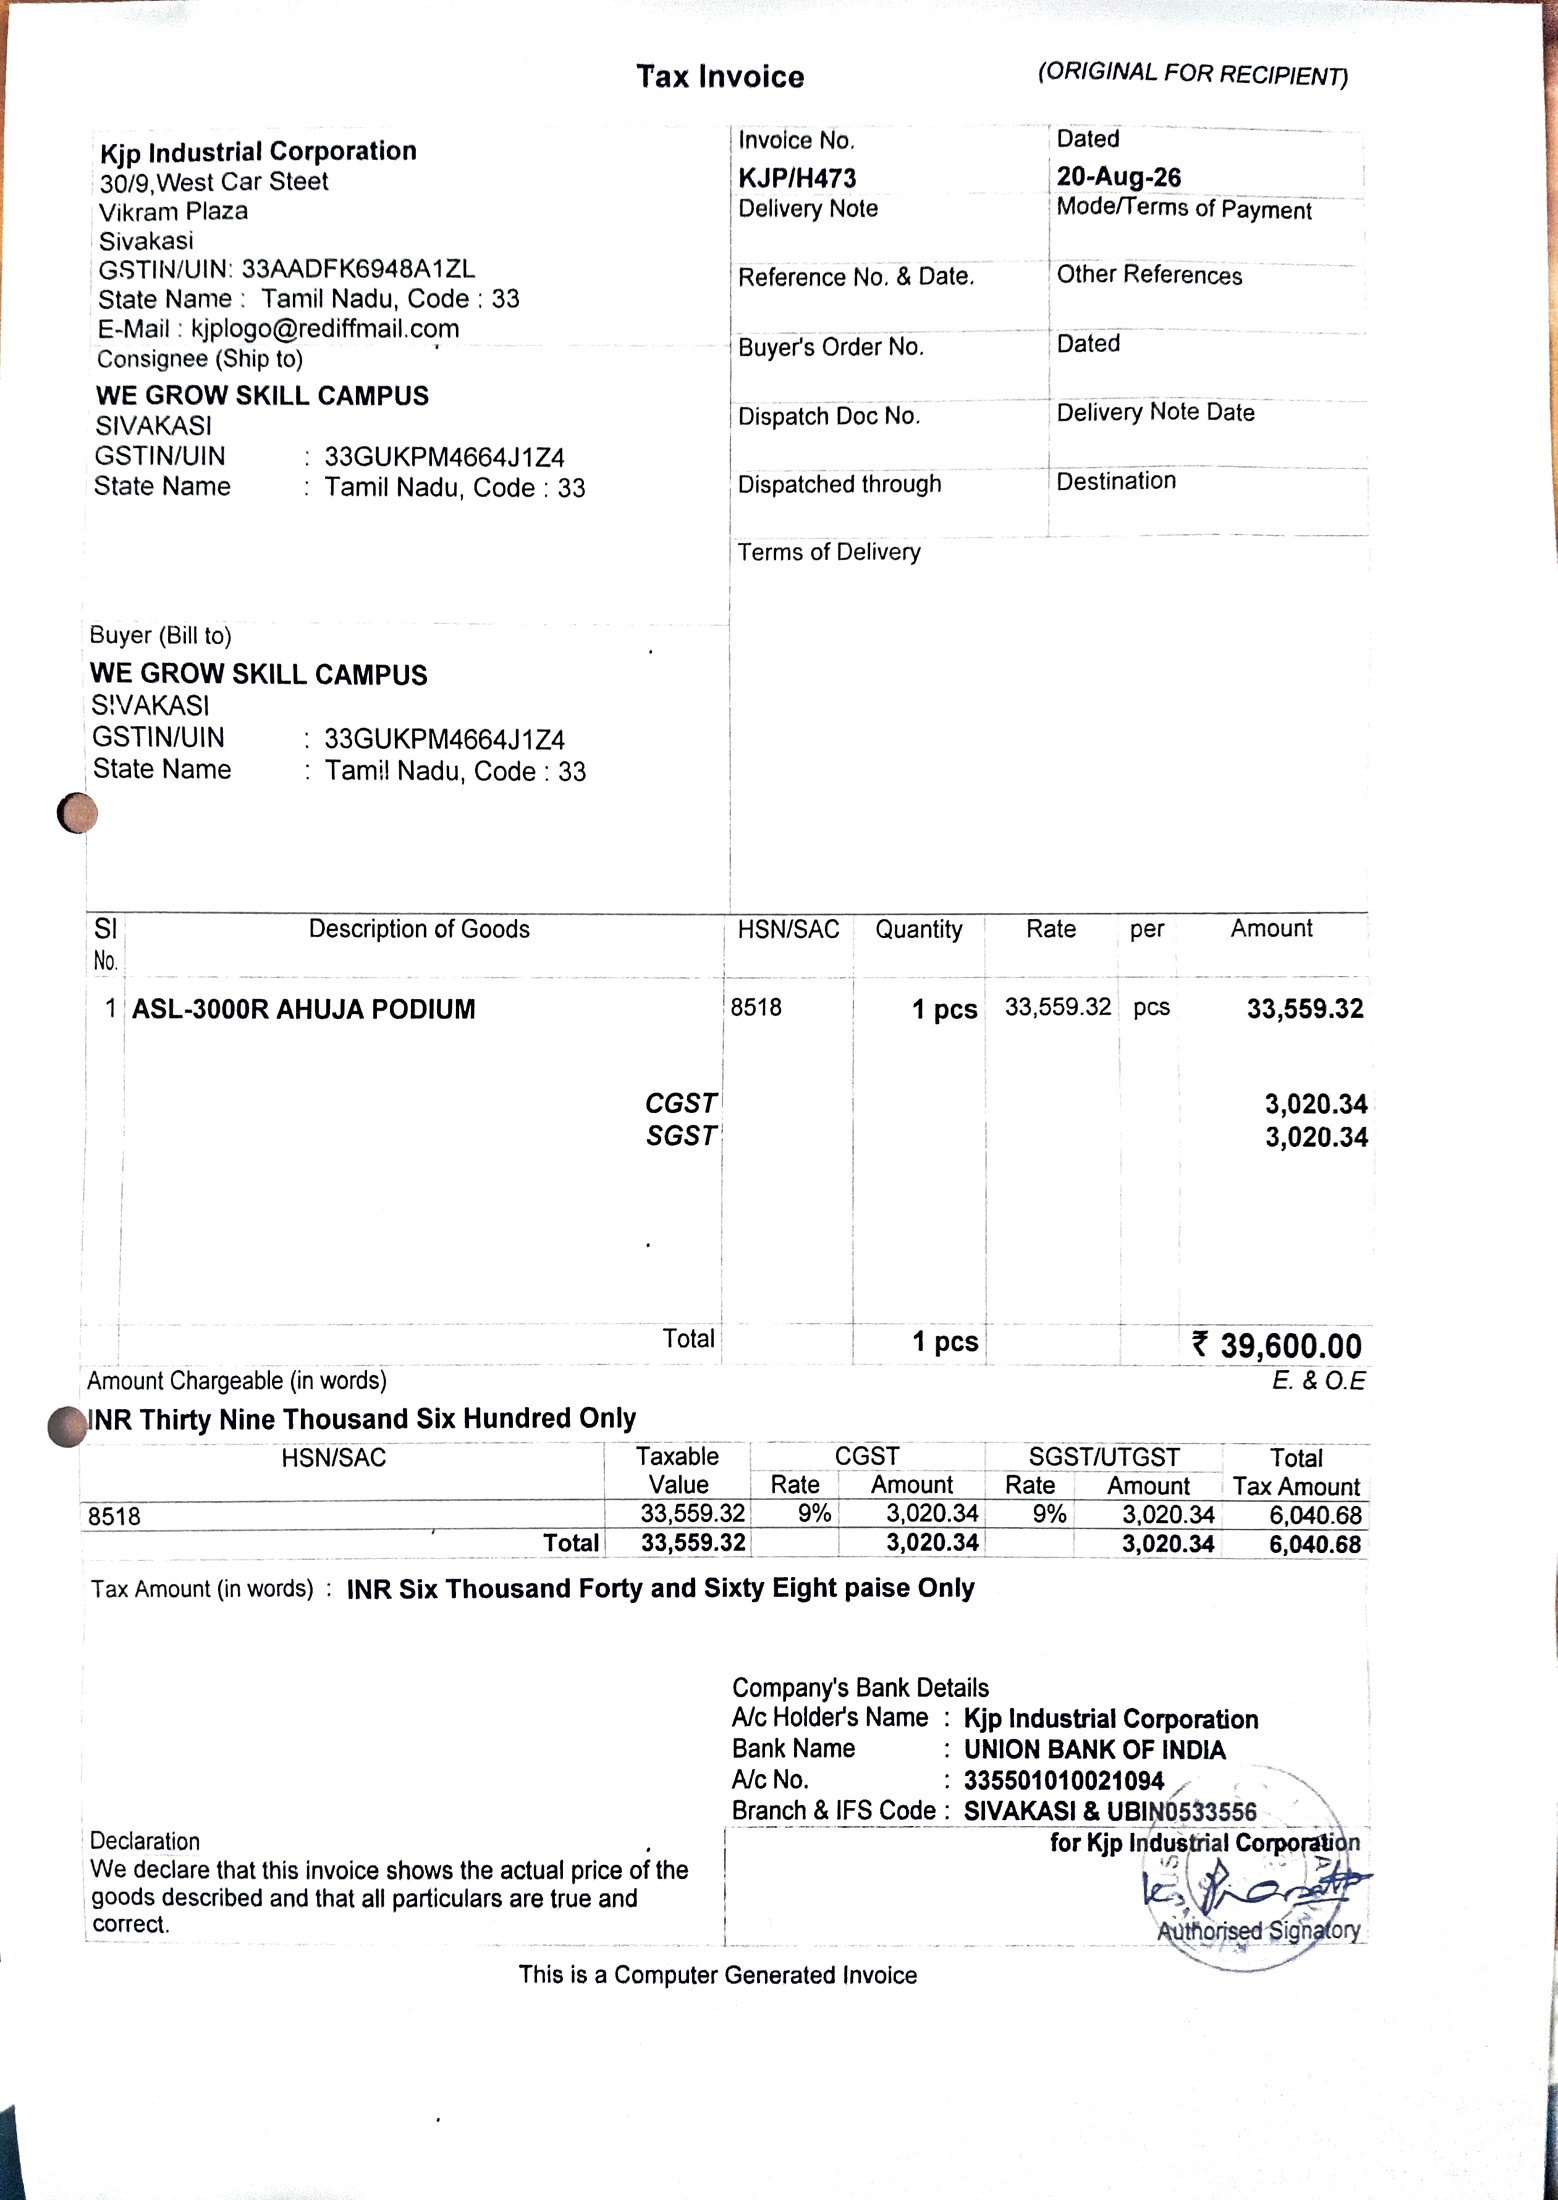 Tax Invoice
(ORIGINAL FOR RECIPIENT)
Kjp Industrial Corporation
30/9,West Car Steet
Vikram Plaza
Sivakasi
GSTIN/UIN: 33AADFK6948A1ZL
State Name : Tamil Nadu, Code : 33
E-Mail : kjplogo@rediffmail.com
Invoice No.
KJP/H473
Dated
20-Aug-26
Delivery Note
Mode/Terms of Payment
Reference No. & Date.
Other References
Buyer's Order No.
Dated
Dispatch Doc No.
Delivery Note Date
Dispatched through
Destination
Terms of Delivery
Consignee (Ship to)
WE GROW SKILL CAMPUS
SIVAKASI
GSTIN/UIN : 33GUKPM4664J1Z4
State Name : Tamil Nadu, Code : 33
Buyer (Bill to)
WE GROW SKILL CAMPUS
SIVAKASI
GSTIN/UIN : 33GUKPM4664J1Z4
State Name : Tamil Nadu, Code : 33
Sl No. Description of Goods HSN/SAC Quantity Rate per Amount
1 ASL-3000R AHUJA PODIUM 8518 1 pcs 33,559.32 pcs 33,559.32
CGST 3,020.34
SGST 3,020.34
Total 1 pcs ₹ 39,600.00
Amount Chargeable (in words) E. & O.E
INR Thirty Nine Thousand Six Hundred Only
HSN/SAC Taxable Value CGST SGST/UTGST Total Tax Amount
Rate Amount Rate Amount
8518 33,559.32 9% 3,020.34 9% 3,020.34 6,040.68
Total 33,559.32 3,020.34 3,020.34 6,040.68
Tax Amount (in words) : INR Six Thousand Forty and Sixty Eight paise Only
Company's Bank Details
A/c Holder's Name : Kjp Industrial Corporation
Bank Name : UNION BANK OF INDIA
A/c No. : 335501010021094
Branch & IFS Code : SIVAKASI & UBIN0533556
Declaration
We declare that this invoice shows the actual price of the
goods described and that all particulars are true and
correct.
for Kjp Industrial Corporation
Authorised Signatory
This is a Computer Generated Invoice